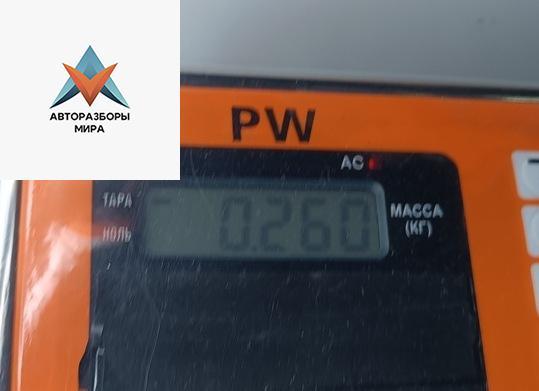 АВТОРАЗБОРЫ
МИРА
PW
AC
ТАРА
НОЛЬ
0.260
МАССА
(КГ)